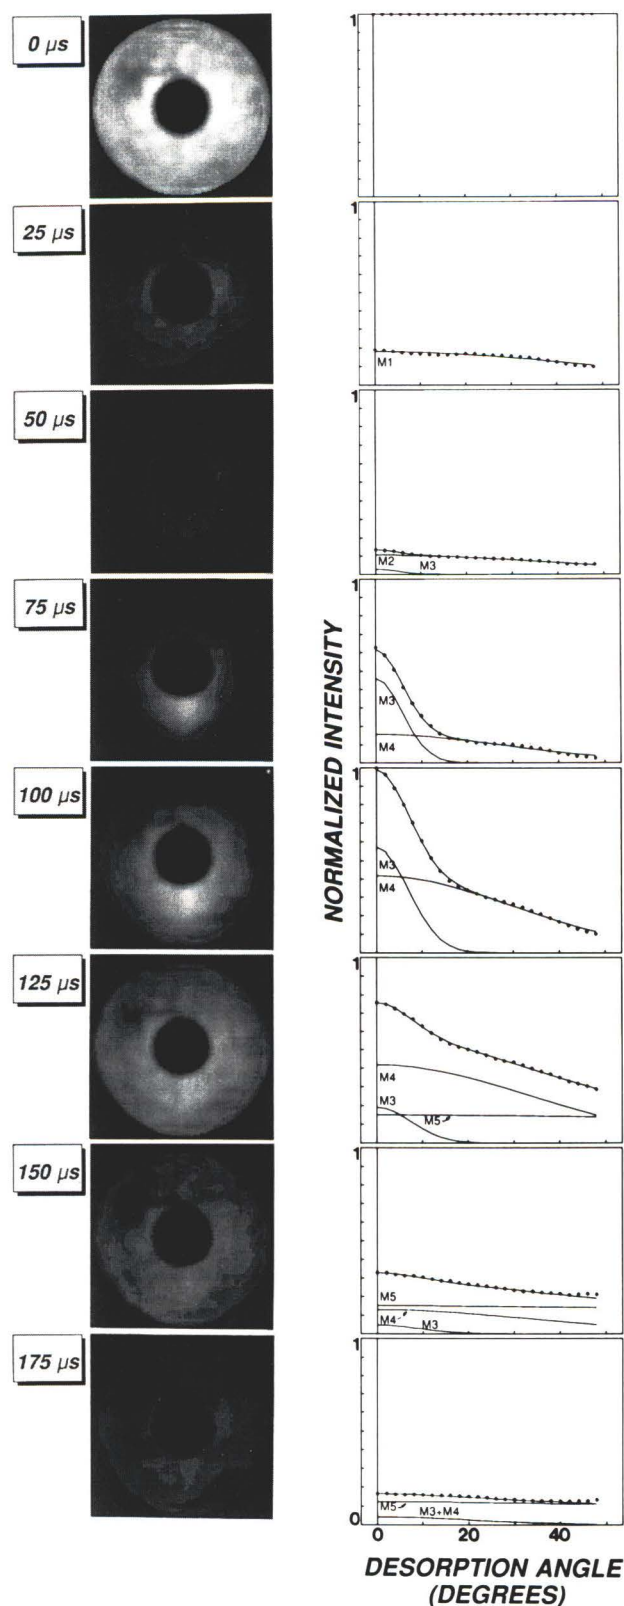 0 µs
1
25 µs
1
M1
50 µs
1
M2
M3
75 µs
1
M3
M4
100 µs
1
M3
M4
125 µs
1
M4
M3
M5
150 µs
1
M5
M4
M3
175 µs
1
M5
M3+M4
0
0 20 40
NORMALIZED INTENSITY
DESORPTION ANGLE
(DEGREES)